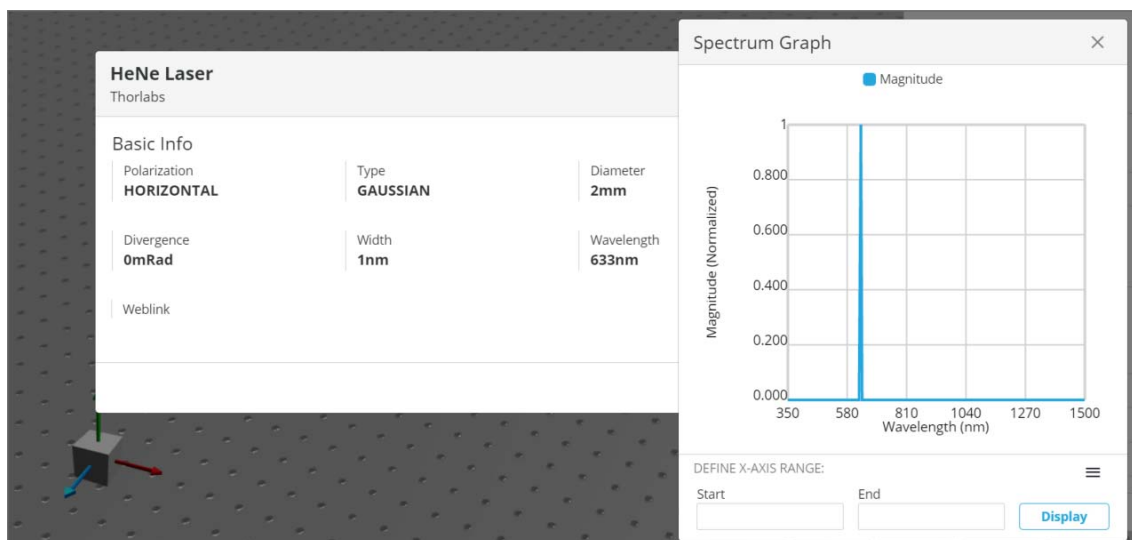 HeNe Laser
Thorlabs
Basic Info
Polarization
HORIZONTAL
Type
GAUSSIAN
Diameter
2mm
Divergence
0mRad
Width
1nm
Wavelength
633nm
Weblink
Spectrum Graph
Magnitude
Magnitude (Normalized)
1
0.800
0.600
0.400
0.200
0.000
350 580 810 1040 1270 1500
Wavelength (nm)
DEFINE X-AXIS RANGE:
Start
End
Display